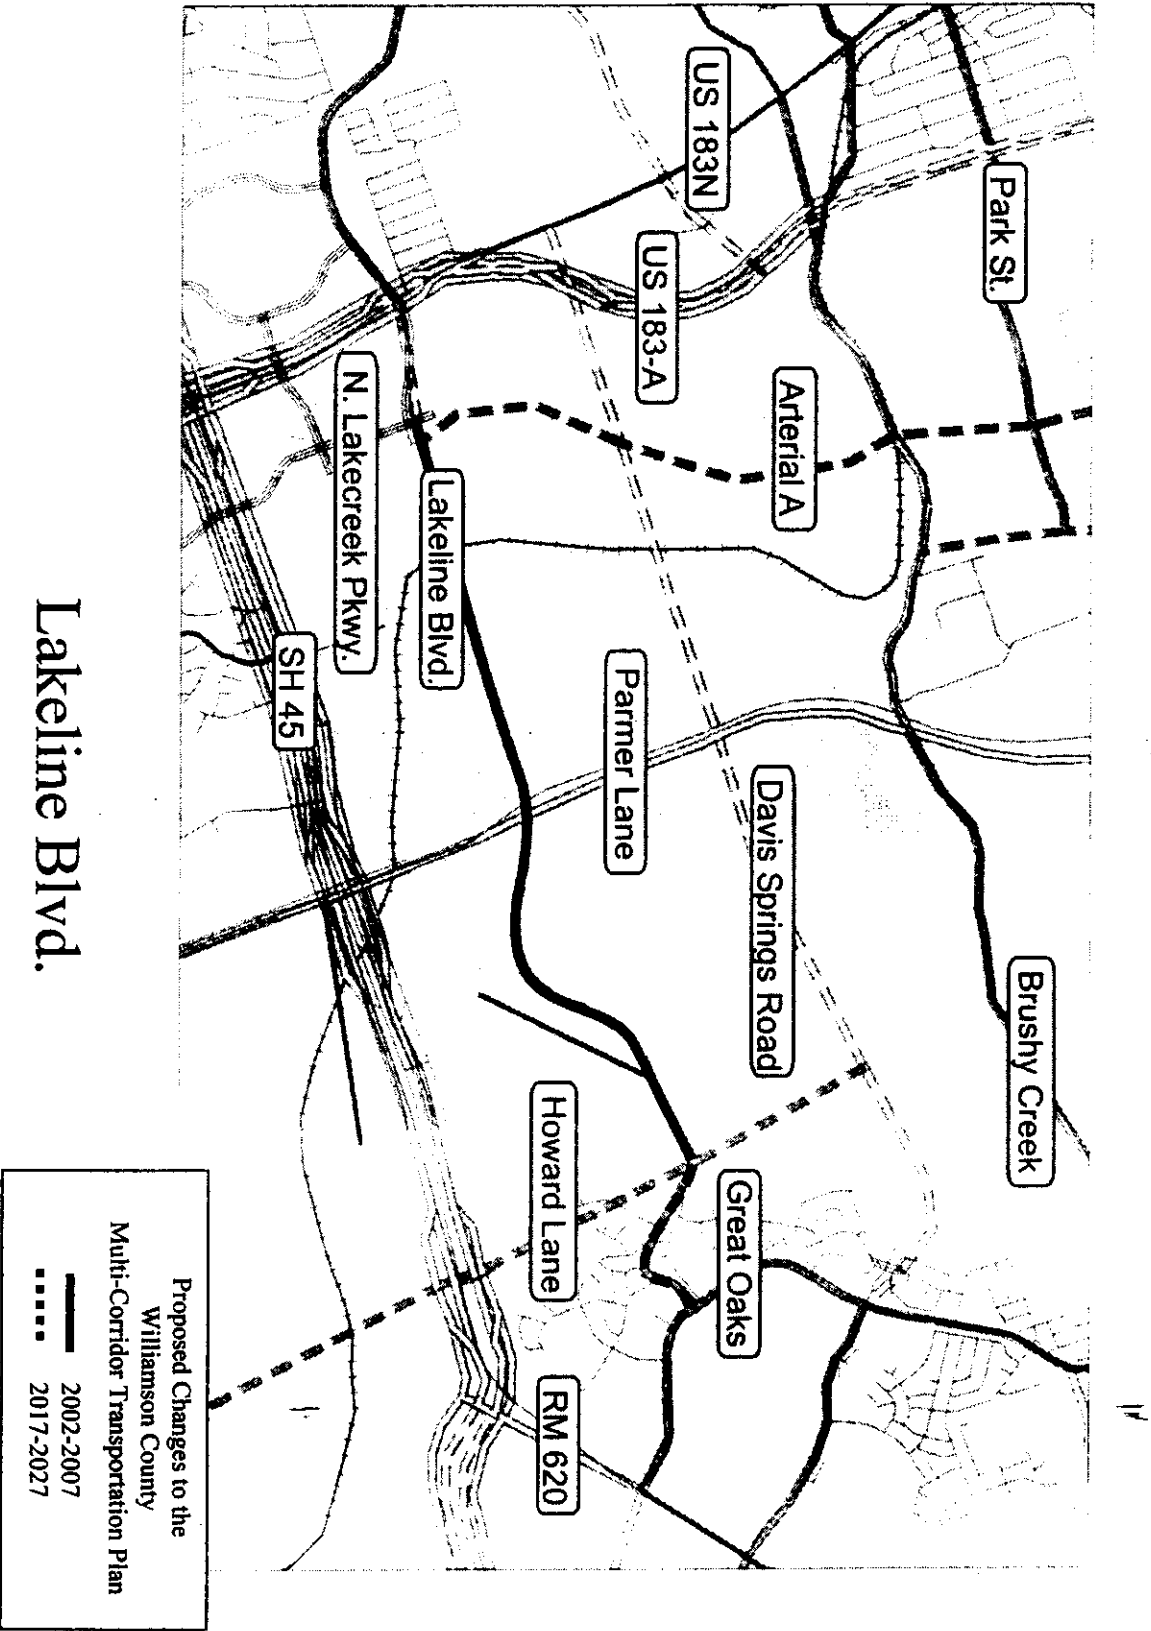 Park St.
US 183N
US 183-A
Arterial A
N. Lakecreek Pkwy.
Lakeline Blvd.
SH 45
Parmer Lane
Davis Springs Road
Brushy Creek
Howard Lane
Great Oaks
RM 620
Lakeline Blvd.
Proposed Changes to the
Williamson County
Multi-Corridor Transportation Plan
2002-2007
2017-2027